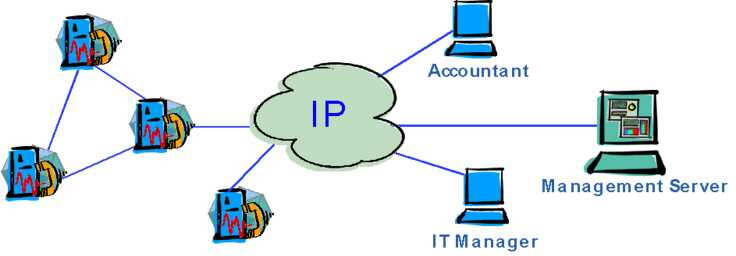 Accountant
IP
Management Server
IT Manager